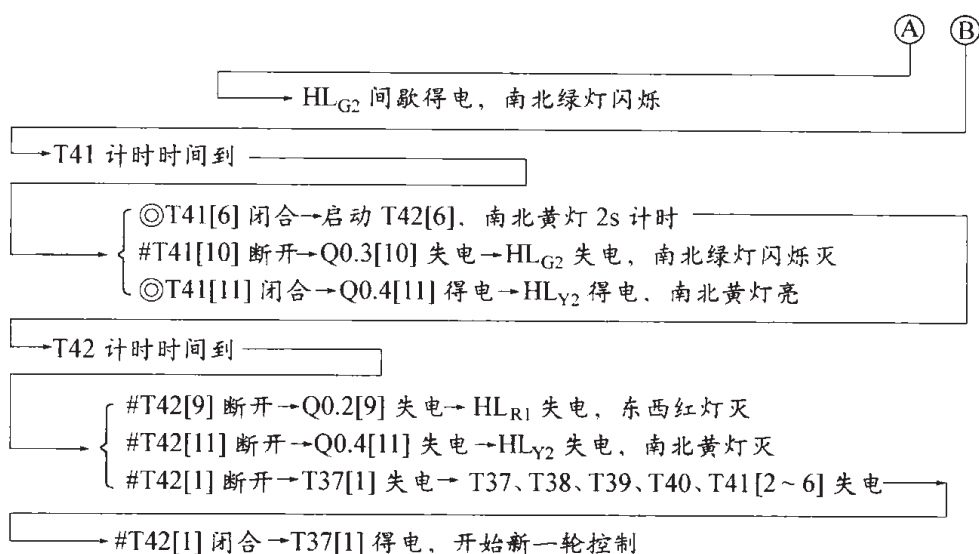 Ⓐ Ⓑ
→ HL_G2 间歇得电，南北绿灯闪烁
→T41 计时时间到
◎T41[6] 闭合→启动 T42[6]，南北黄灯 2s 计时
#T41[10] 断开→Q0.3[10] 失电→HL_G2 失电，南北绿灯闪烁灭
◎T41[11] 闭合→Q0.4[11] 得电→HL_Y2 得电，南北黄灯亮
→T42 计时时间到
#T42[9] 断开→Q0.2[9] 失电→ HL_R1 失电，东西红灯灭
#T42[11] 断开→Q0.4[11] 失电→HL_Y2 失电，南北黄灯灭
#T42[1] 断开→T37[1] 失电→ T37、T38、T39、T40、T41[2~6] 失电→
→ #T42[1] 闭合→T37[1] 得电，开始新一轮控制